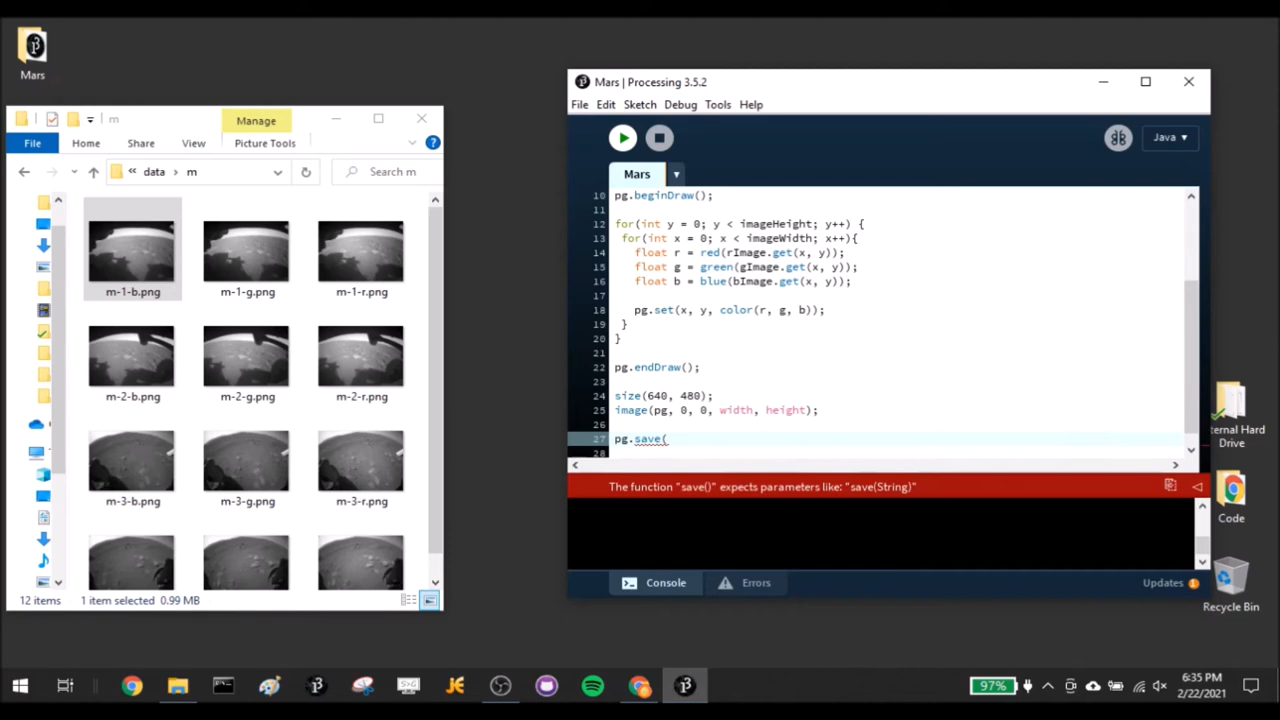 Mars
Manage
m
File
Home
Share
View
Picture Tools
data
m
Search m
m-1-b.png
m-1-g.png
m-1-r.png
m-2-b.png
m-2-g.png
m-2-r.png
m-3-b.png
m-3-g.png
m-3-r.png
12 items
1 item selected 0.99 MB
Mars | Processing 3.5.2
File Edit Sketch Debug Tools Help
Java
Mars
10 pg.beginDraw();
11
12 for(int y = 0; y < imageHeight; y++) {
13 for(int x = 0; x < imageWidth; x++){
14 float r = red(rImage.get(x, y));
15 float g = green(gImage.get(x, y));
16 float b = blue(bImage.get(x, y));
17
18 pg.set(x, y, color(r, g, b));
19 }
20 }
21
22 pg.endDraw();
23
24 size(640, 480);
25 image(pg, 0, 0, width, height);
26
27 pg.save(
28
The function "save()" expects parameters like: "save(String)"
Console
Errors
Updates 1
ternal Hard
Drive
Code
Recycle Bin
97%
6:35 PM
2/22/2021